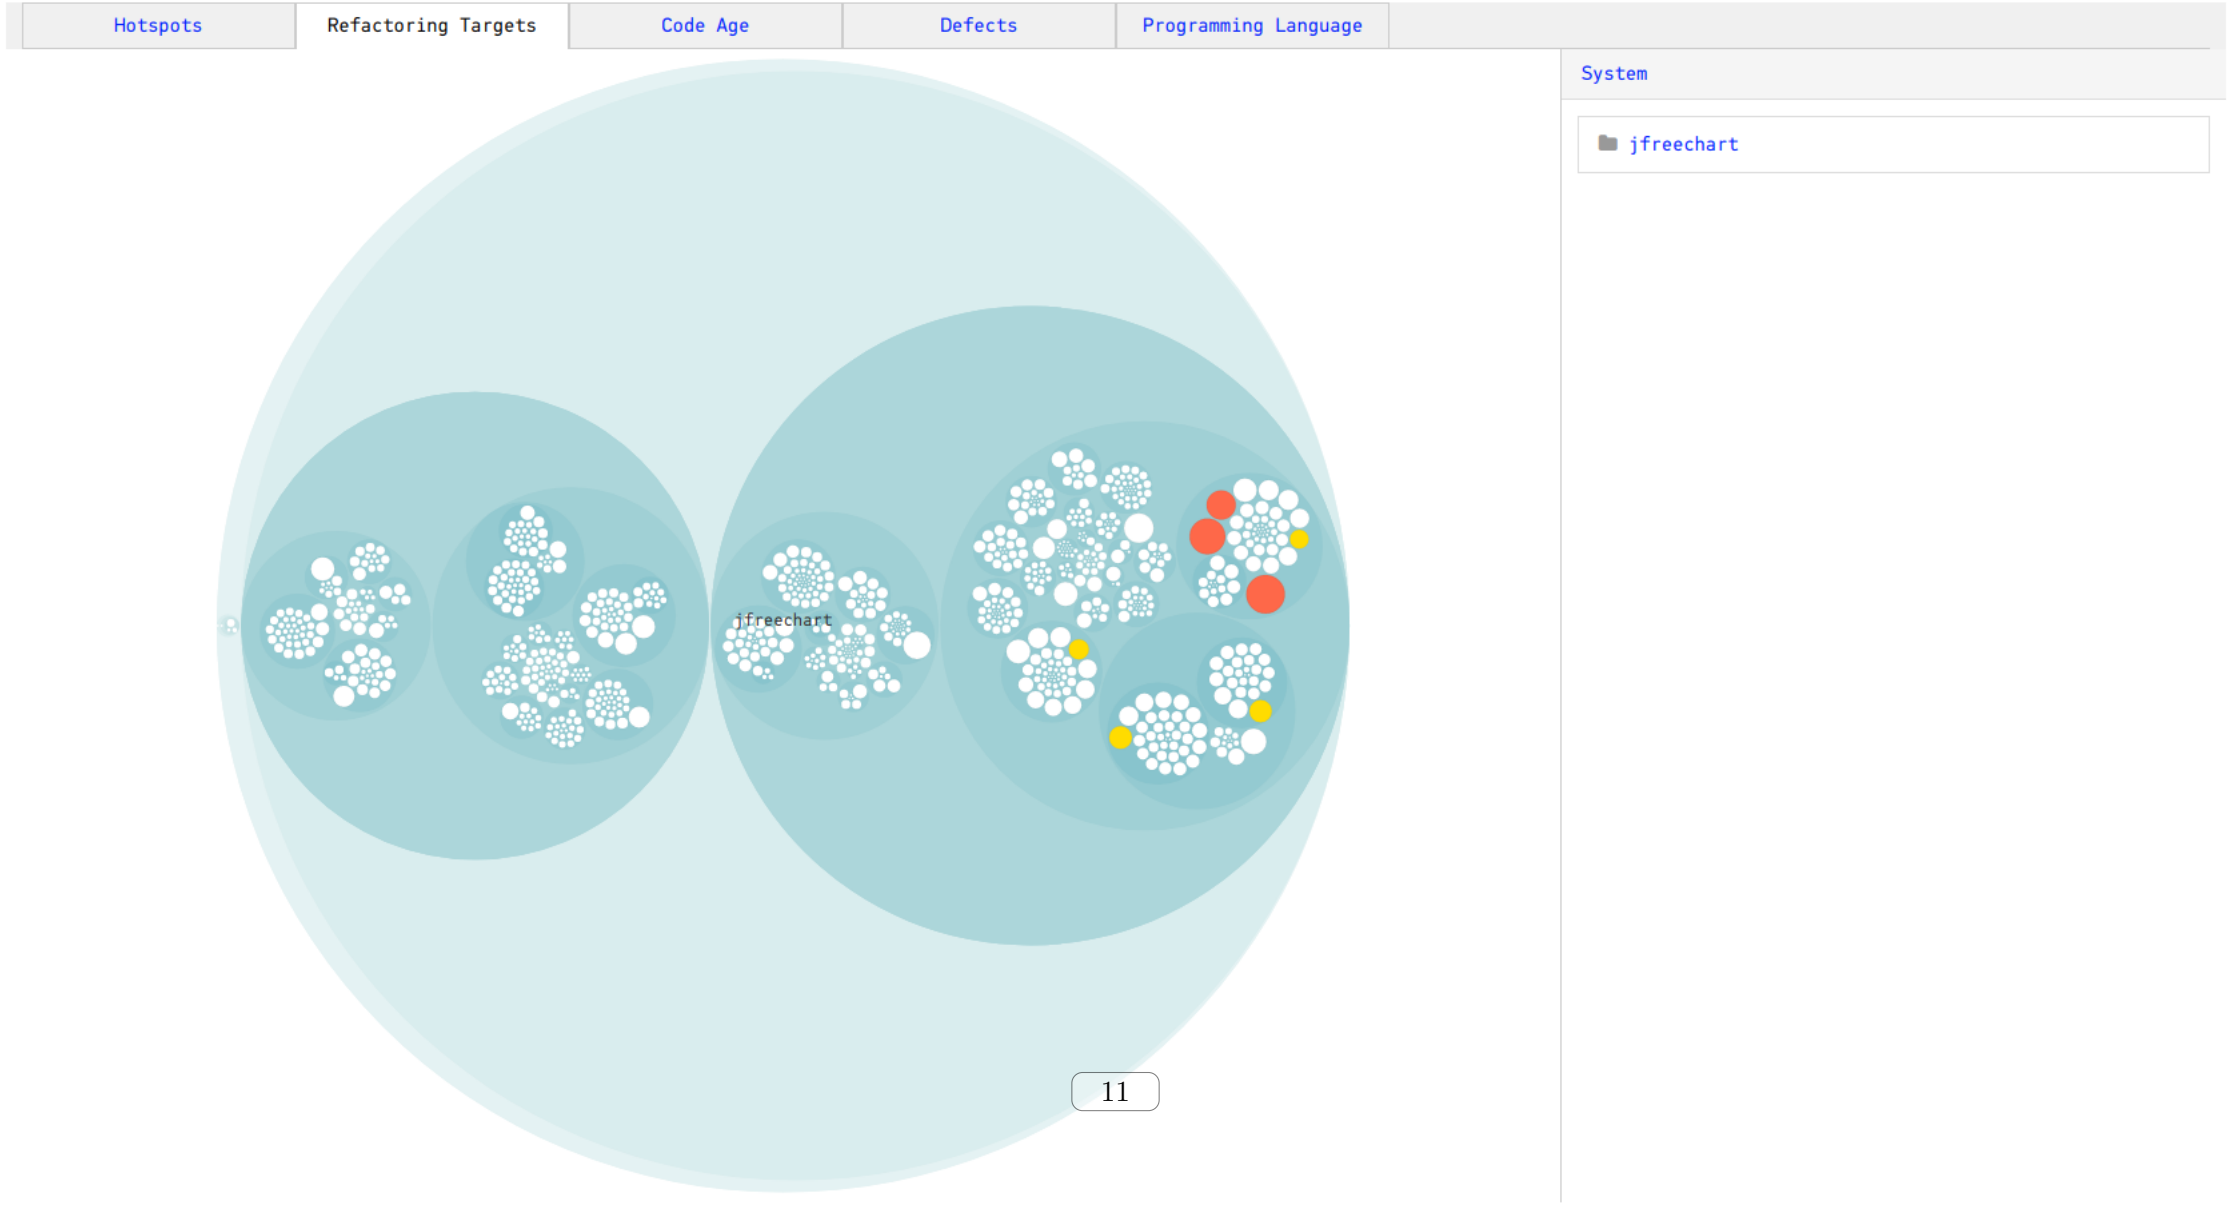 Hotspots
Refactoring Targets
Code Age
Defects
Programming Language
System
jfreechart
jfreechart
11